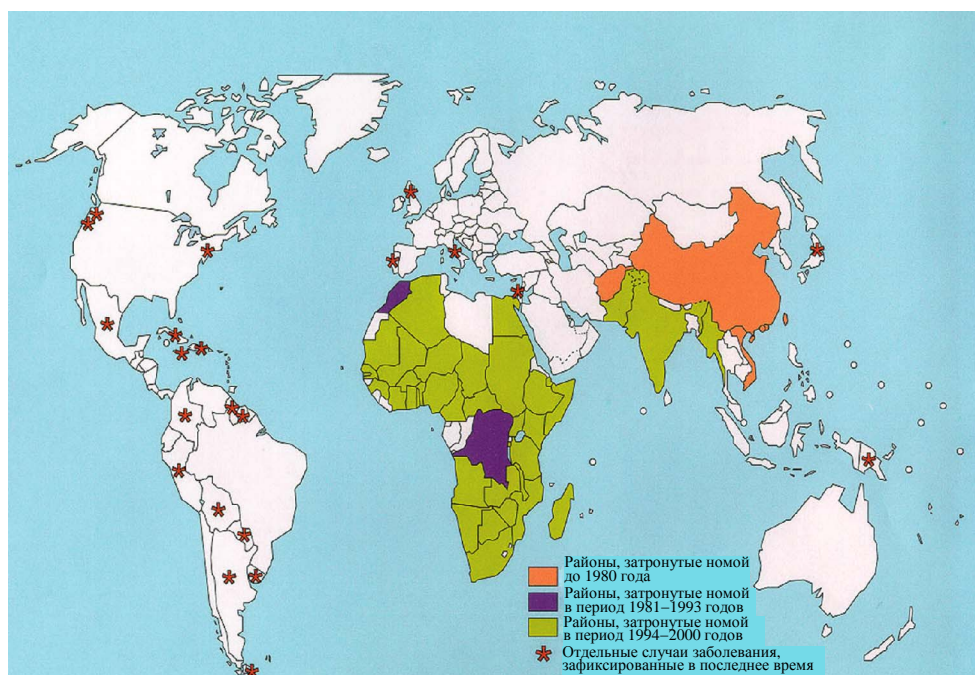 Районы, затронутые номой
до 1980 года
Районы, затронутые номой
в период 1981–1993 годов
Районы, затронутые номой
в период 1994–2000 годов
Отдельные случаи заболевания,
зафиксированные в последнее время